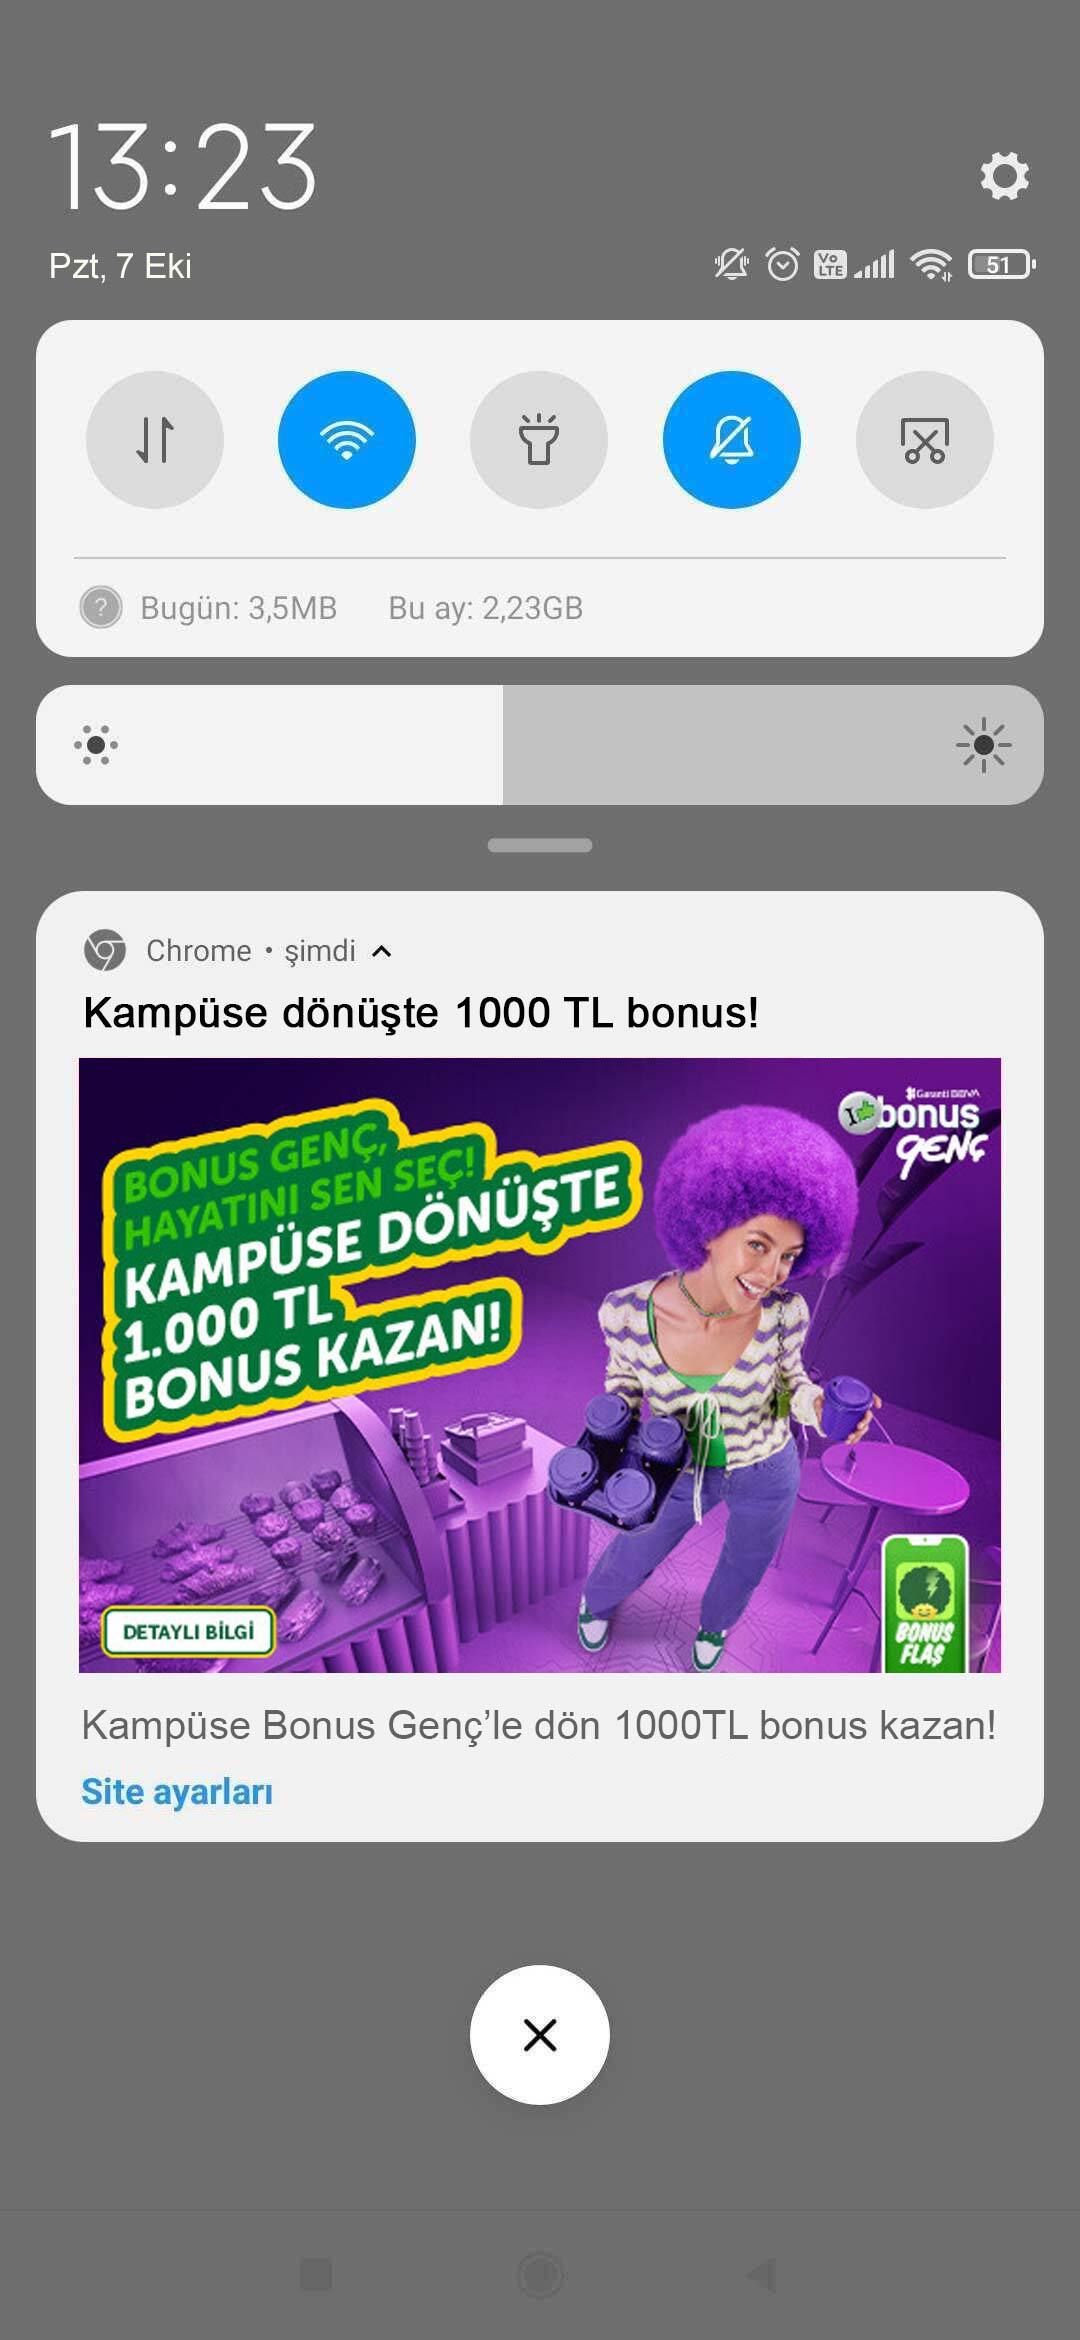 13:23
Pzt, 7 Eki
Vo
LTE
51
?
Bugün: 3,5MB Bu ay: 2,23GB
Chrome • şimdi
Kampüse dönüşte 1000 TL bonus!
Garanti BBVA
bonus
GENÇ
BONUS GENÇ,
HAYATINI SEN SEÇ!
KAMPÜSE DÖNÜŞTE
1.000 TL
BONUS KAZAN!
DETAYLI BİLGİ
BONUS
FLAŞ
Kampüse Bonus Genç’le dön 1000TL bonus kazan!
Site ayarları